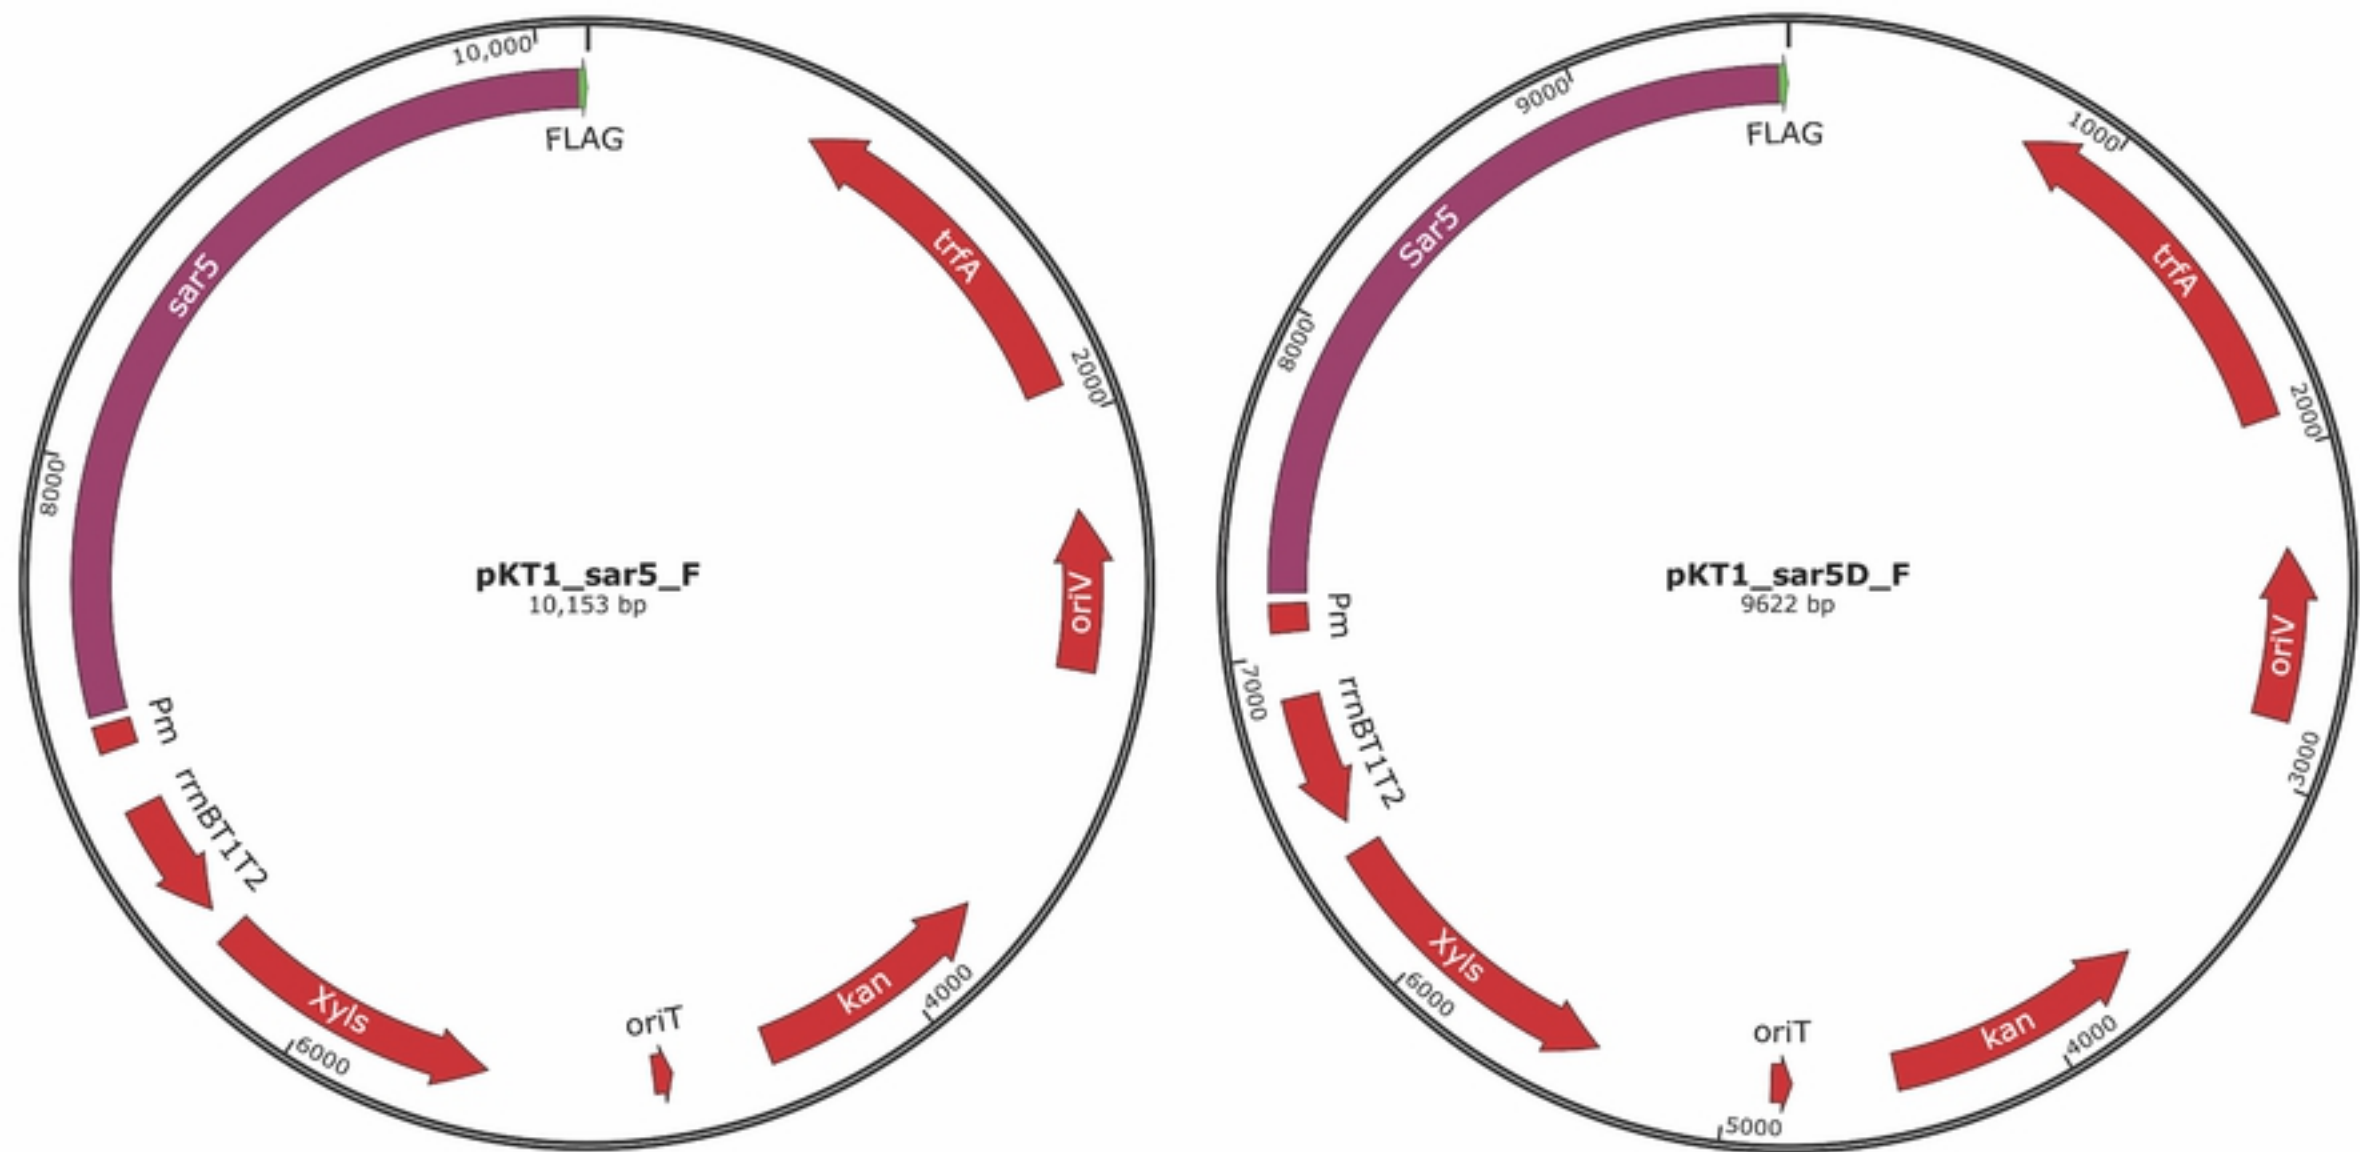 10,000
FLAG
trfA
2000
oriV
4000
kan
oriT
6000
Xyls
rrnBT1T2
Pm
8000
sar5
pKT1_sar5_F
10,153 bp
FLAG
1000
trfA
2000
oriV
3000
4000
kan
oriT
5000
6000
Xyls
rrnBT1T2
7000
Pm
8000
Sar5
9000
pKT1_sar5D_F
9622 bp